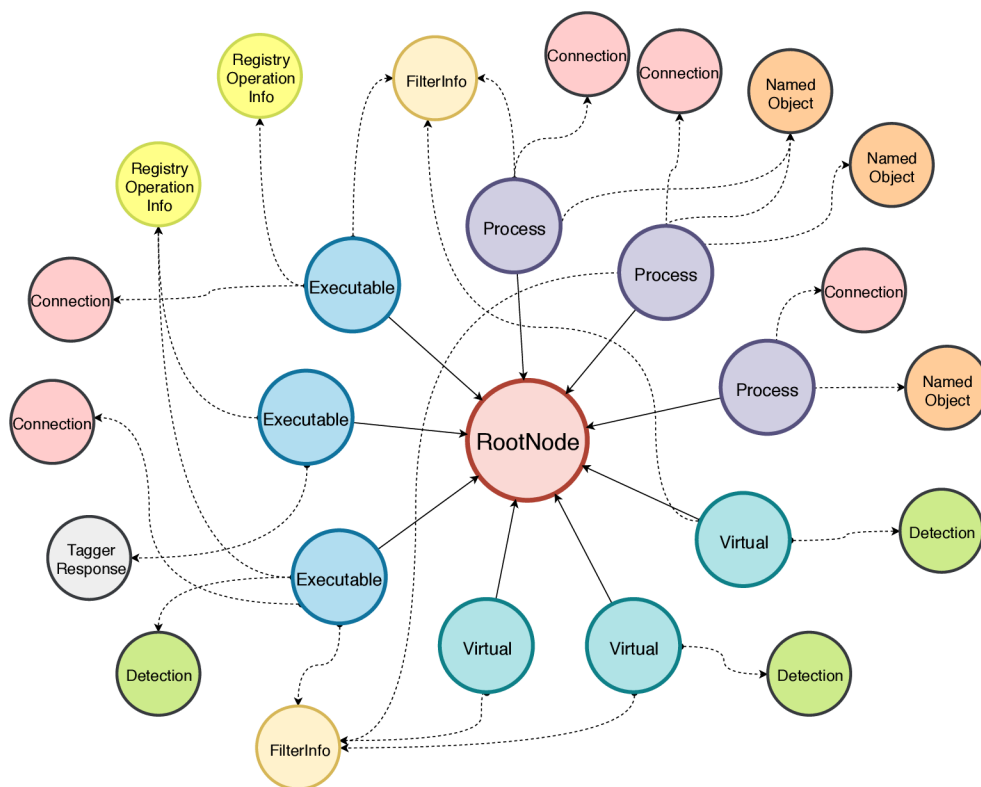 Connection
Connection
Registry
Operation
Info
FilterInfo
Named
Object
Registry
Operation
Info
Named
Object
Process
Process
Executable
Connection
Connection
Process
Named
Object
Connection
Executable
RootNode
Tagger
Response
Executable
Virtual
Detection
Virtual
Virtual
Detection
Detection
FilterInfo